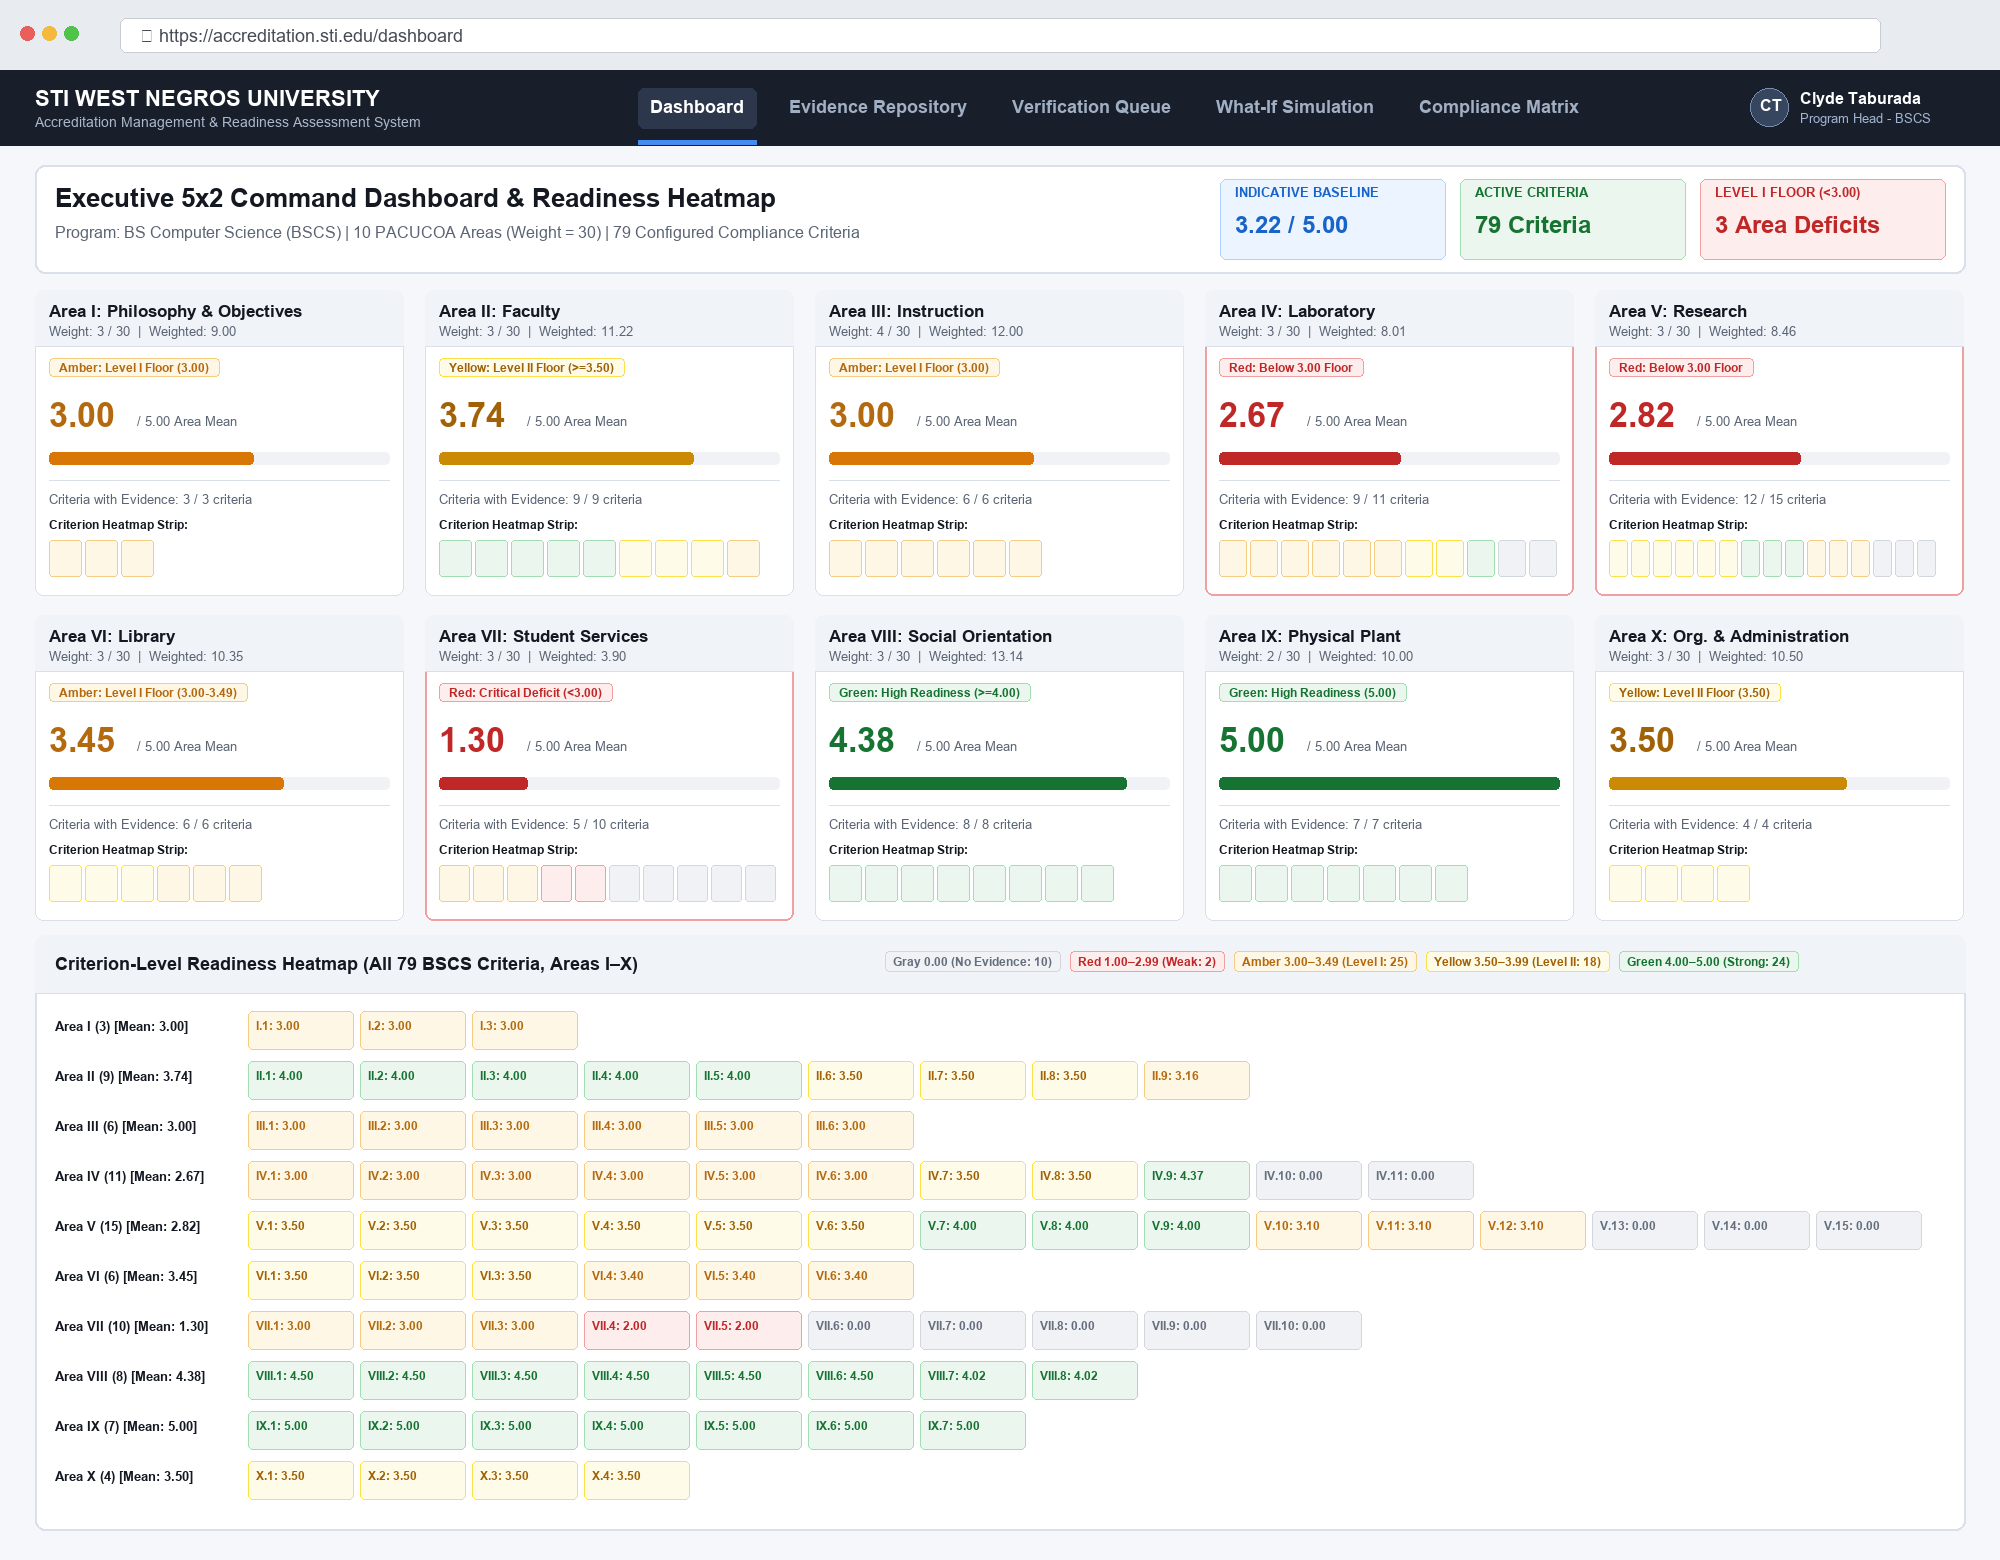 https://accreditation.sti.edu/dashboard
STI WEST NEGROS UNIVERSITY
Accreditation Management & Readiness Assessment System
Dashboard
Evidence Repository
Verification Queue
What-If Simulation
Compliance Matrix
CT
Clyde Taburada
Program Head - BSCS
Executive 5x2 Command Dashboard & Readiness Heatmap
Program: BS Computer Science (BSCS) | 10 PACUCOA Areas (Weight = 30) | 79 Configured Compliance Criteria
INDICATIVE BASELINE
3.22 / 5.00
ACTIVE CRITERIA
79 Criteria
LEVEL I FLOOR (<3.00)
3 Area Deficits
Area I: Philosophy & Objectives
Weight: 3 / 30 | Weighted: 9.00
Amber: Level I Floor (3.00)
3.00 / 5.00 Area Mean
Criteria with Evidence: 3 / 3 criteria
Criterion Heatmap Strip:
Area II: Faculty
Weight: 3 / 30 | Weighted: 11.22
Yellow: Level II Floor (>=3.50)
3.74 / 5.00 Area Mean
Criteria with Evidence: 9 / 9 criteria
Criterion Heatmap Strip:
Area III: Instruction
Weight: 4 / 30 | Weighted: 12.00
Amber: Level I Floor (3.00)
3.00 / 5.00 Area Mean
Criteria with Evidence: 6 / 6 criteria
Criterion Heatmap Strip:
Area IV: Laboratory
Weight: 3 / 30 | Weighted: 8.01
Red: Below 3.00 Floor
2.67 / 5.00 Area Mean
Criteria with Evidence: 9 / 11 criteria
Criterion Heatmap Strip:
Area V: Research
Weight: 3 / 30 | Weighted: 8.46
Red: Below 3.00 Floor
2.82 / 5.00 Area Mean
Criteria with Evidence: 12 / 15 criteria
Criterion Heatmap Strip:
Area VI: Library
Weight: 3 / 30 | Weighted: 10.35
Amber: Level I Floor (3.00-3.49)
3.45 / 5.00 Area Mean
Criteria with Evidence: 6 / 6 criteria
Criterion Heatmap Strip:
Area VII: Student Services
Weight: 3 / 30 | Weighted: 3.90
Red: Critical Deficit (<3.00)
1.30 / 5.00 Area Mean
Criteria with Evidence: 5 / 10 criteria
Criterion Heatmap Strip:
Area VIII: Social Orientation
Weight: 3 / 30 | Weighted: 13.14
Green: High Readiness (>=4.00)
4.38 / 5.00 Area Mean
Criteria with Evidence: 8 / 8 criteria
Criterion Heatmap Strip:
Area IX: Physical Plant
Weight: 2 / 30 | Weighted: 10.00
Green: High Readiness (5.00)
5.00 / 5.00 Area Mean
Criteria with Evidence: 7 / 7 criteria
Criterion Heatmap Strip:
Area X: Org. & Administration
Weight: 3 / 30 | Weighted: 10.50
Yellow: Level II Floor (3.50)
3.50 / 5.00 Area Mean
Criteria with Evidence: 4 / 4 criteria
Criterion Heatmap Strip:
Criterion-Level Readiness Heatmap (All 79 BSCS Criteria, Areas I–X)
Gray 0.00 (No Evidence: 10) Red 1.00–2.99 (Weak: 2) Amber 3.00–3.49 (Level I: 25) Yellow 3.50–3.99 (Level II: 18) Green 4.00–5.00 (Strong: 24)
Area I (3) [Mean: 3.00] I.1: 3.00 I.2: 3.00 I.3: 3.00
Area II (9) [Mean: 3.74] II.1: 4.00 II.2: 4.00 II.3: 4.00 II.4: 4.00 II.5: 4.00 II.6: 3.50 II.7: 3.50 II.8: 3.50 II.9: 3.16
Area III (6) [Mean: 3.00] III.1: 3.00 III.2: 3.00 III.3: 3.00 III.4: 3.00 III.5: 3.00 III.6: 3.00
Area IV (11) [Mean: 2.67] IV.1: 3.00 IV.2: 3.00 IV.3: 3.00 IV.4: 3.00 IV.5: 3.00 IV.6: 3.00 IV.7: 3.50 IV.8: 3.50 IV.9: 4.37 IV.10: 0.00 IV.11: 0.00
Area V (15) [Mean: 2.82] V.1: 3.50 V.2: 3.50 V.3: 3.50 V.4: 3.50 V.5: 3.50 V.6: 3.50 V.7: 4.00 V.8: 4.00 V.9: 4.00 V.10: 3.10 V.11: 3.10 V.12: 3.10 V.13: 0.00 V.14: 0.00 V.15: 0.00
Area VI (6) [Mean: 3.45] VI.1: 3.50 VI.2: 3.50 VI.3: 3.50 VI.4: 3.40 VI.5: 3.40 VI.6: 3.40
Area VII (10) [Mean: 1.30] VII.1: 3.00 VII.2: 3.00 VII.3: 3.00 VII.4: 2.00 VII.5: 2.00 VII.6: 0.00 VII.7: 0.00 VII.8: 0.00 VII.9: 0.00 VII.10: 0.00
Area VIII (8) [Mean: 4.38] VIII.1: 4.50 VIII.2: 4.50 VIII.3: 4.50 VIII.4: 4.50 VIII.5: 4.50 VIII.6: 4.50 VIII.7: 4.02 VIII.8: 4.02
Area IX (7) [Mean: 5.00] IX.1: 5.00 IX.2: 5.00 IX.3: 5.00 IX.4: 5.00 IX.5: 5.00 IX.6: 5.00 IX.7: 5.00
Area X (4) [Mean: 3.50] X.1: 3.50 X.2: 3.50 X.3: 3.50 X.4: 3.50